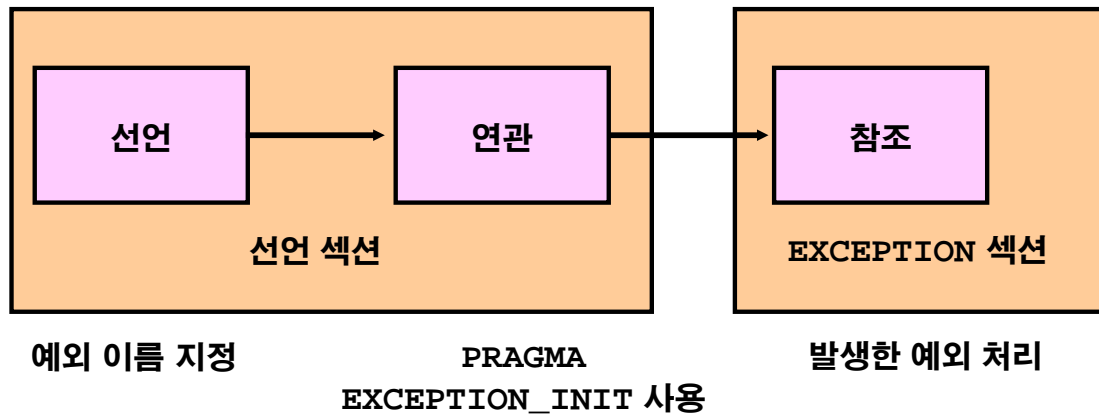 선언
연관
참조
선언 섹션
EXCEPTION 섹션
예외 이름 지정
PRAGMA
EXCEPTION_INIT 사용
발생한 예외 처리